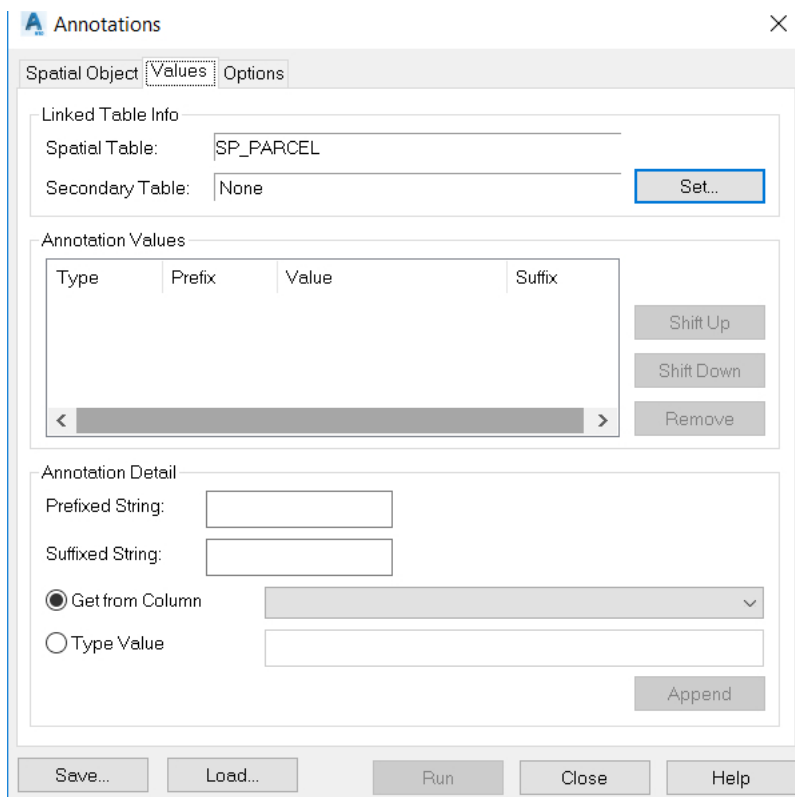 Annotations
Spatial Object Values Options
Linked Table Info
Spatial Table: SP_PARCEL
Secondary Table: None Set...
Annotation Values
Type Prefix Value Suffix
Shift Up
Shift Down
Remove
Annotation Detail
Prefixed String:
Suffixed String:
Get from Column
Type Value
Append
Save... Load... Run Close Help